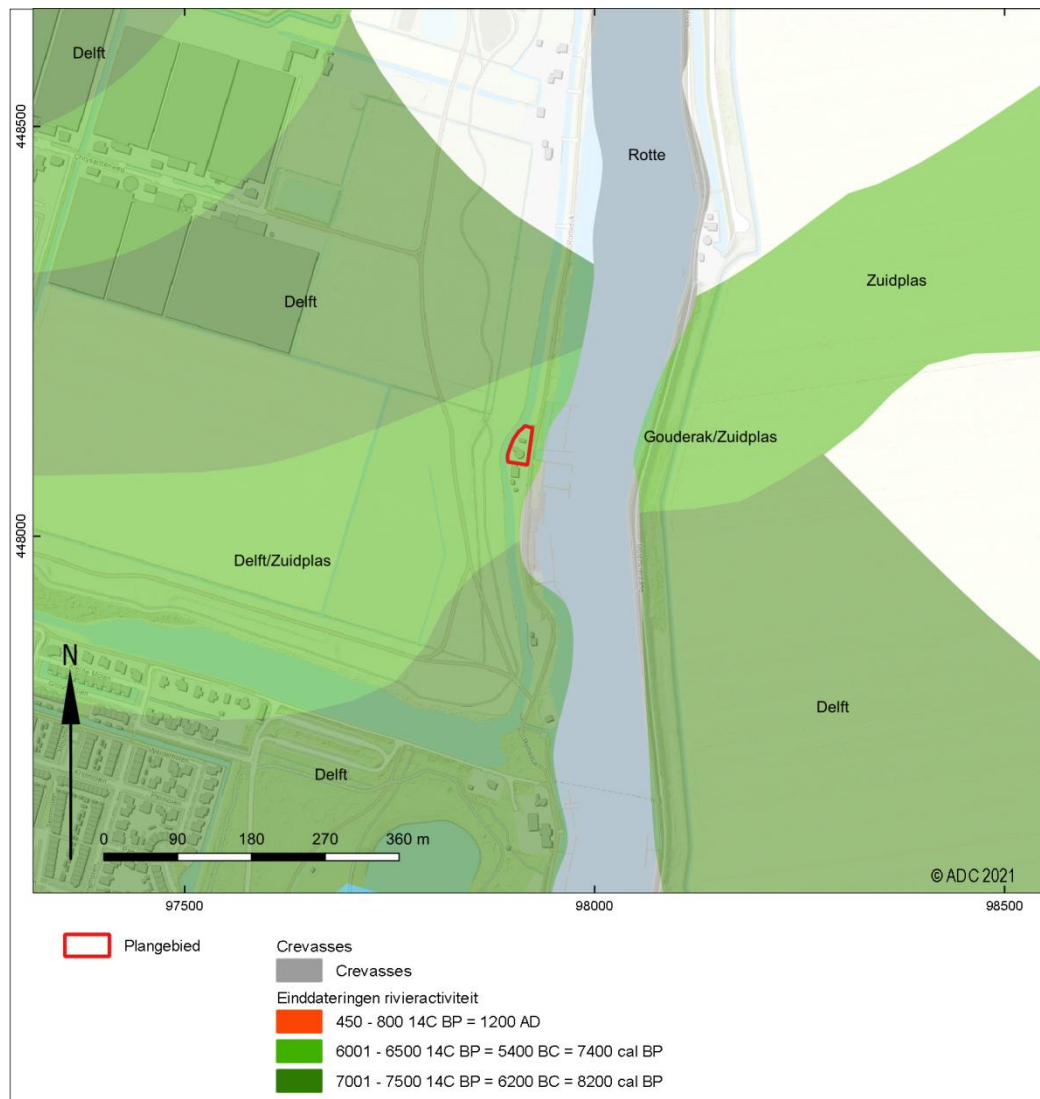 Delft
448500
Chrysantenweg
Rotte
Delft
Zuidplas
Gouderak/Zuidplas
448000
Delft/Zuidplas
N
Delft
Delft
0 90 180 270 360 m
© ADC 2021
97500 98000 98500
Plangebied
Crevasses
Crevasses
Einddateringen rivieractiviteit
450 - 800 14C BP = 1200 AD
6001 - 6500 14C BP = 5400 BC = 7400 cal BP
7001 - 7500 14C BP = 6200 BC = 8200 cal BP